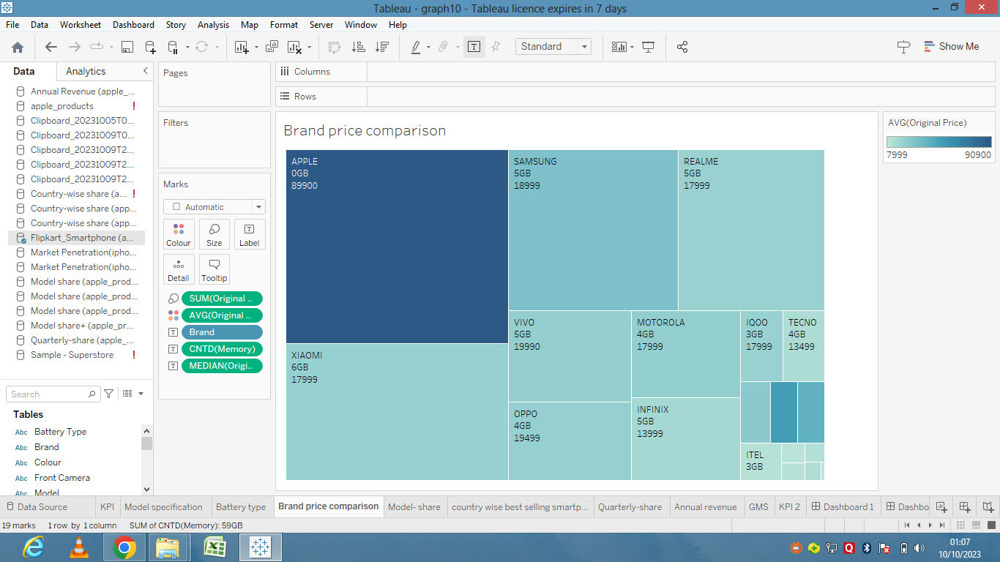 Tableau - graph10 - Tableau licence expires in 7 days
File Data Worksheet Dashboard Story Analysis Map Format Server Window Help
Standard
Show Me
Data Analytics
Annual Revenue (apple_...
apple_products
Clipboard_20231005T0...
Clipboard_20231009T0...
Clipboard_20231009T2...
Clipboard_20231009T2...
Clipboard_20231009T2...
Country-wise share (a...
Country-wise share (app...
Country-wise share (app...
Flipkart_Smartphone (a...
Market Penetration(ipho...
Market Penetration(ipho...
Model share (apple_prod...
Model share (apple_prod...
Model share (apple_prod...
Model share+ (apple_pr...
Quarterly-share (apple_...
Sample - Superstore
Search
Tables
Abc Battery Type
Abc Brand
Abc Colour
Abc Front Camera
Abc Model
Pages
Filters
Marks
Automatic
Colour Size Label
Detail Tooltip
SUM(Original ..
AVG(Original ..
Brand
CNTD(Memory)
MEDIAN(Origi..
Columns
Rows
Brand price comparison
APPLE
0GB
89900
SAMSUNG
5GB
18999
REALME
5GB
17999
XIAOMI
6GB
17999
VIVO
5GB
19990
MOTOROLA
4GB
17999
IQOO
3GB
17999
TECNO
4GB
13499
OPPO
4GB
19499
INFINIX
5GB
13999
ITEL
3GB
AVG(Original Price)
7999 90900
Data Source KPI Model specification Battery type Brand price comparison Model- share country wise best selling smartp... Quarterly-share Annual revenue GMS KPI 2 Dashboard 1 Dashbo
19 marks 1 row by 1 column SUM of CNTD(Memory): 59GB
01:07
10/10/2023